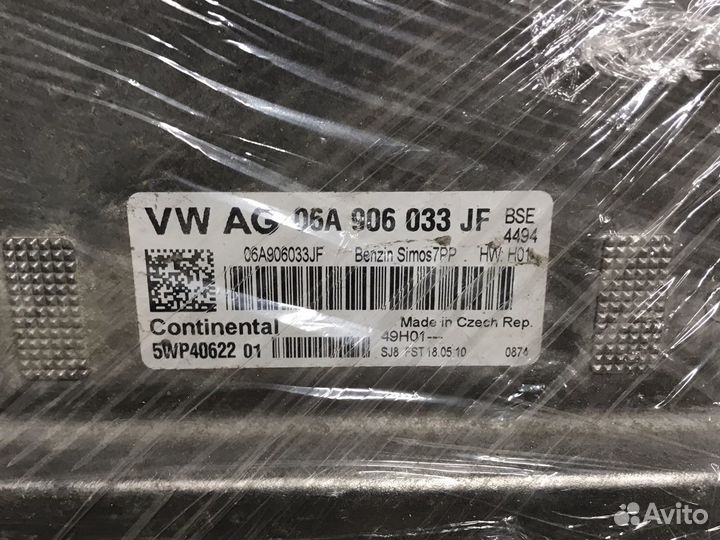 VW AG 06A 906 033 JF BSE
4494
06A906033JF Benzin Simos7PP HW H01
Continental Made in Czech Rep.
5WP40622 01 49H01---
SJ8 FST 18 05 10 0874
Avito